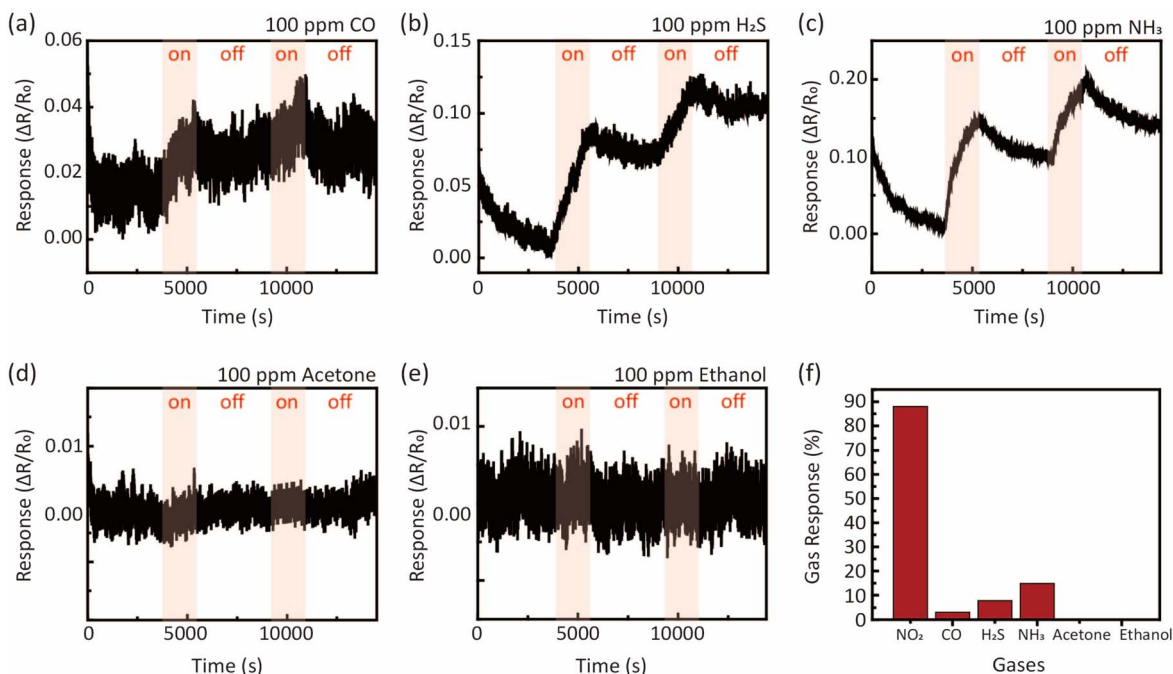 (a)
100 ppm CO
on off on off
0.06
0.04
0.02
0.00
Response (ΔR/R₀)
0 5000 10000
Time (s)
(b)
100 ppm H₂S
on off on off
0.15
0.10
0.05
0.00
Response (ΔR/R₀)
0 5000 10000
Time (s)
(c)
100 ppm NH₃
on off on off
0.20
0.10
0.00
Response (ΔR/R₀)
0 5000 10000
Time (s)
(d)
100 ppm Acetone
on off on off
0.01
0.00
Response (ΔR/R₀)
0 5000 10000
Time (s)
(e)
100 ppm Ethanol
on off on off
0.01
0.00
Response (ΔR/R₀)
0 5000 10000
Time (s)
(f)
90
80
70
60
50
40
30
20
10
0
Gas Response (%)
NO₂ CO H₂S NH₃ Acetone Ethanol
Gases